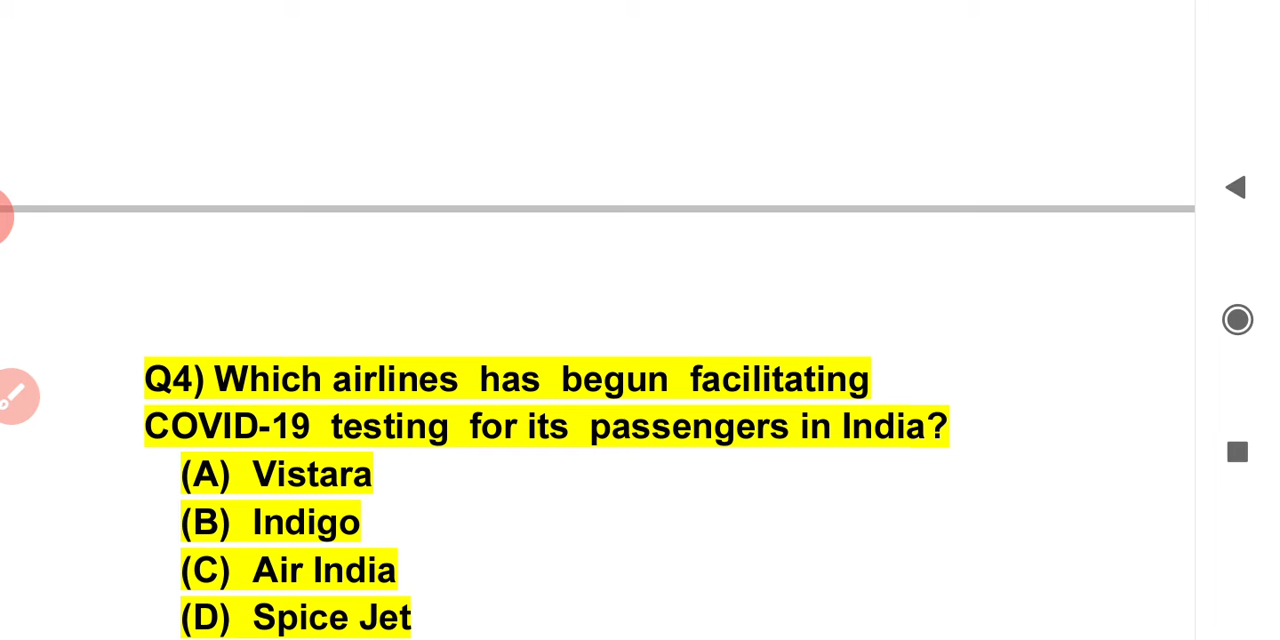 Q4) Which airlines has begun facilitating
COVID-19 testing for its passengers in India?
(A) Vistara
(B) Indigo
(C) Air India
(D) Spice Jet